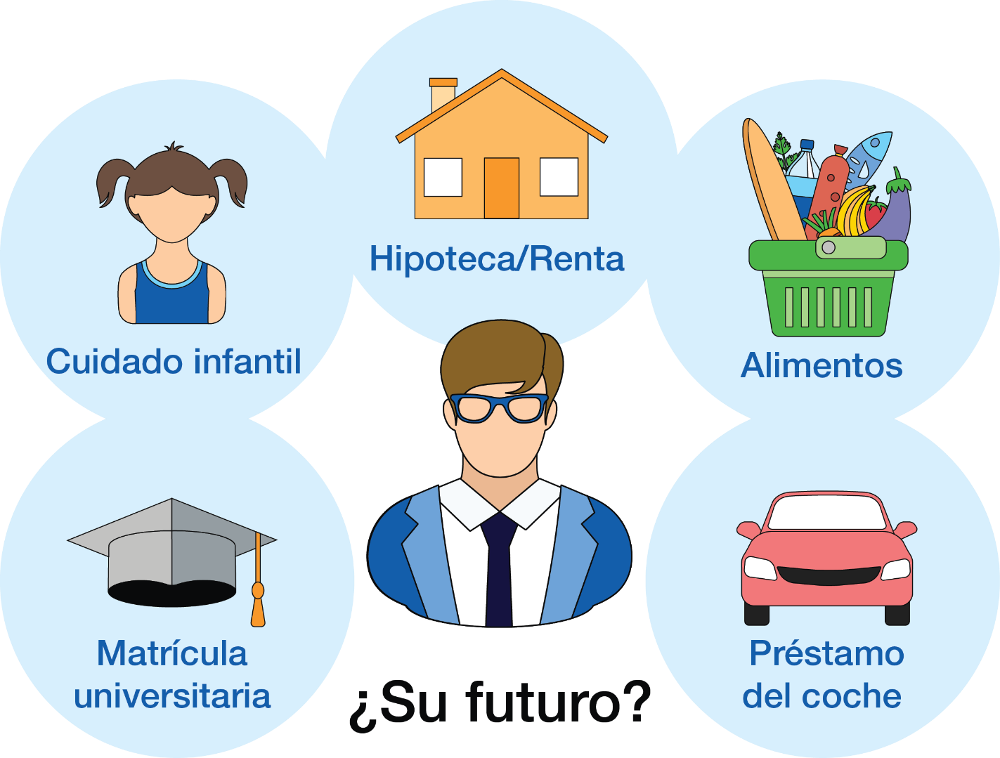 Hipoteca/Renta
Cuidado infantil
Alimentos
Matrícula
universitaria
¿Su futuro?
Préstamo
del coche